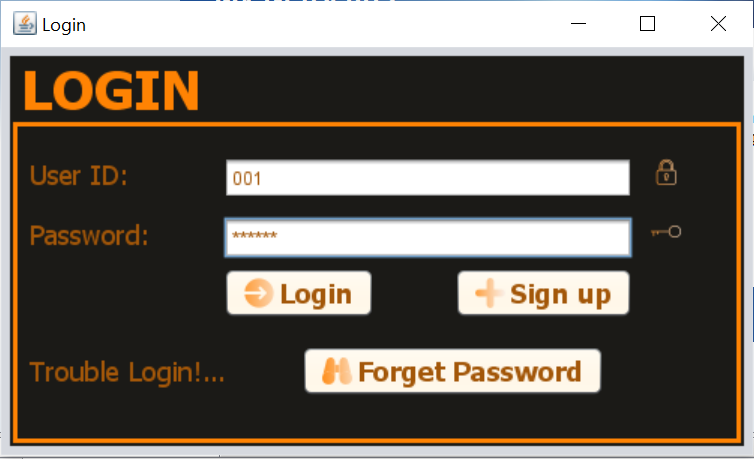 Login
LOGIN
User ID: 001
Password: ******
Login Sign up
Trouble Login!... Forget Password